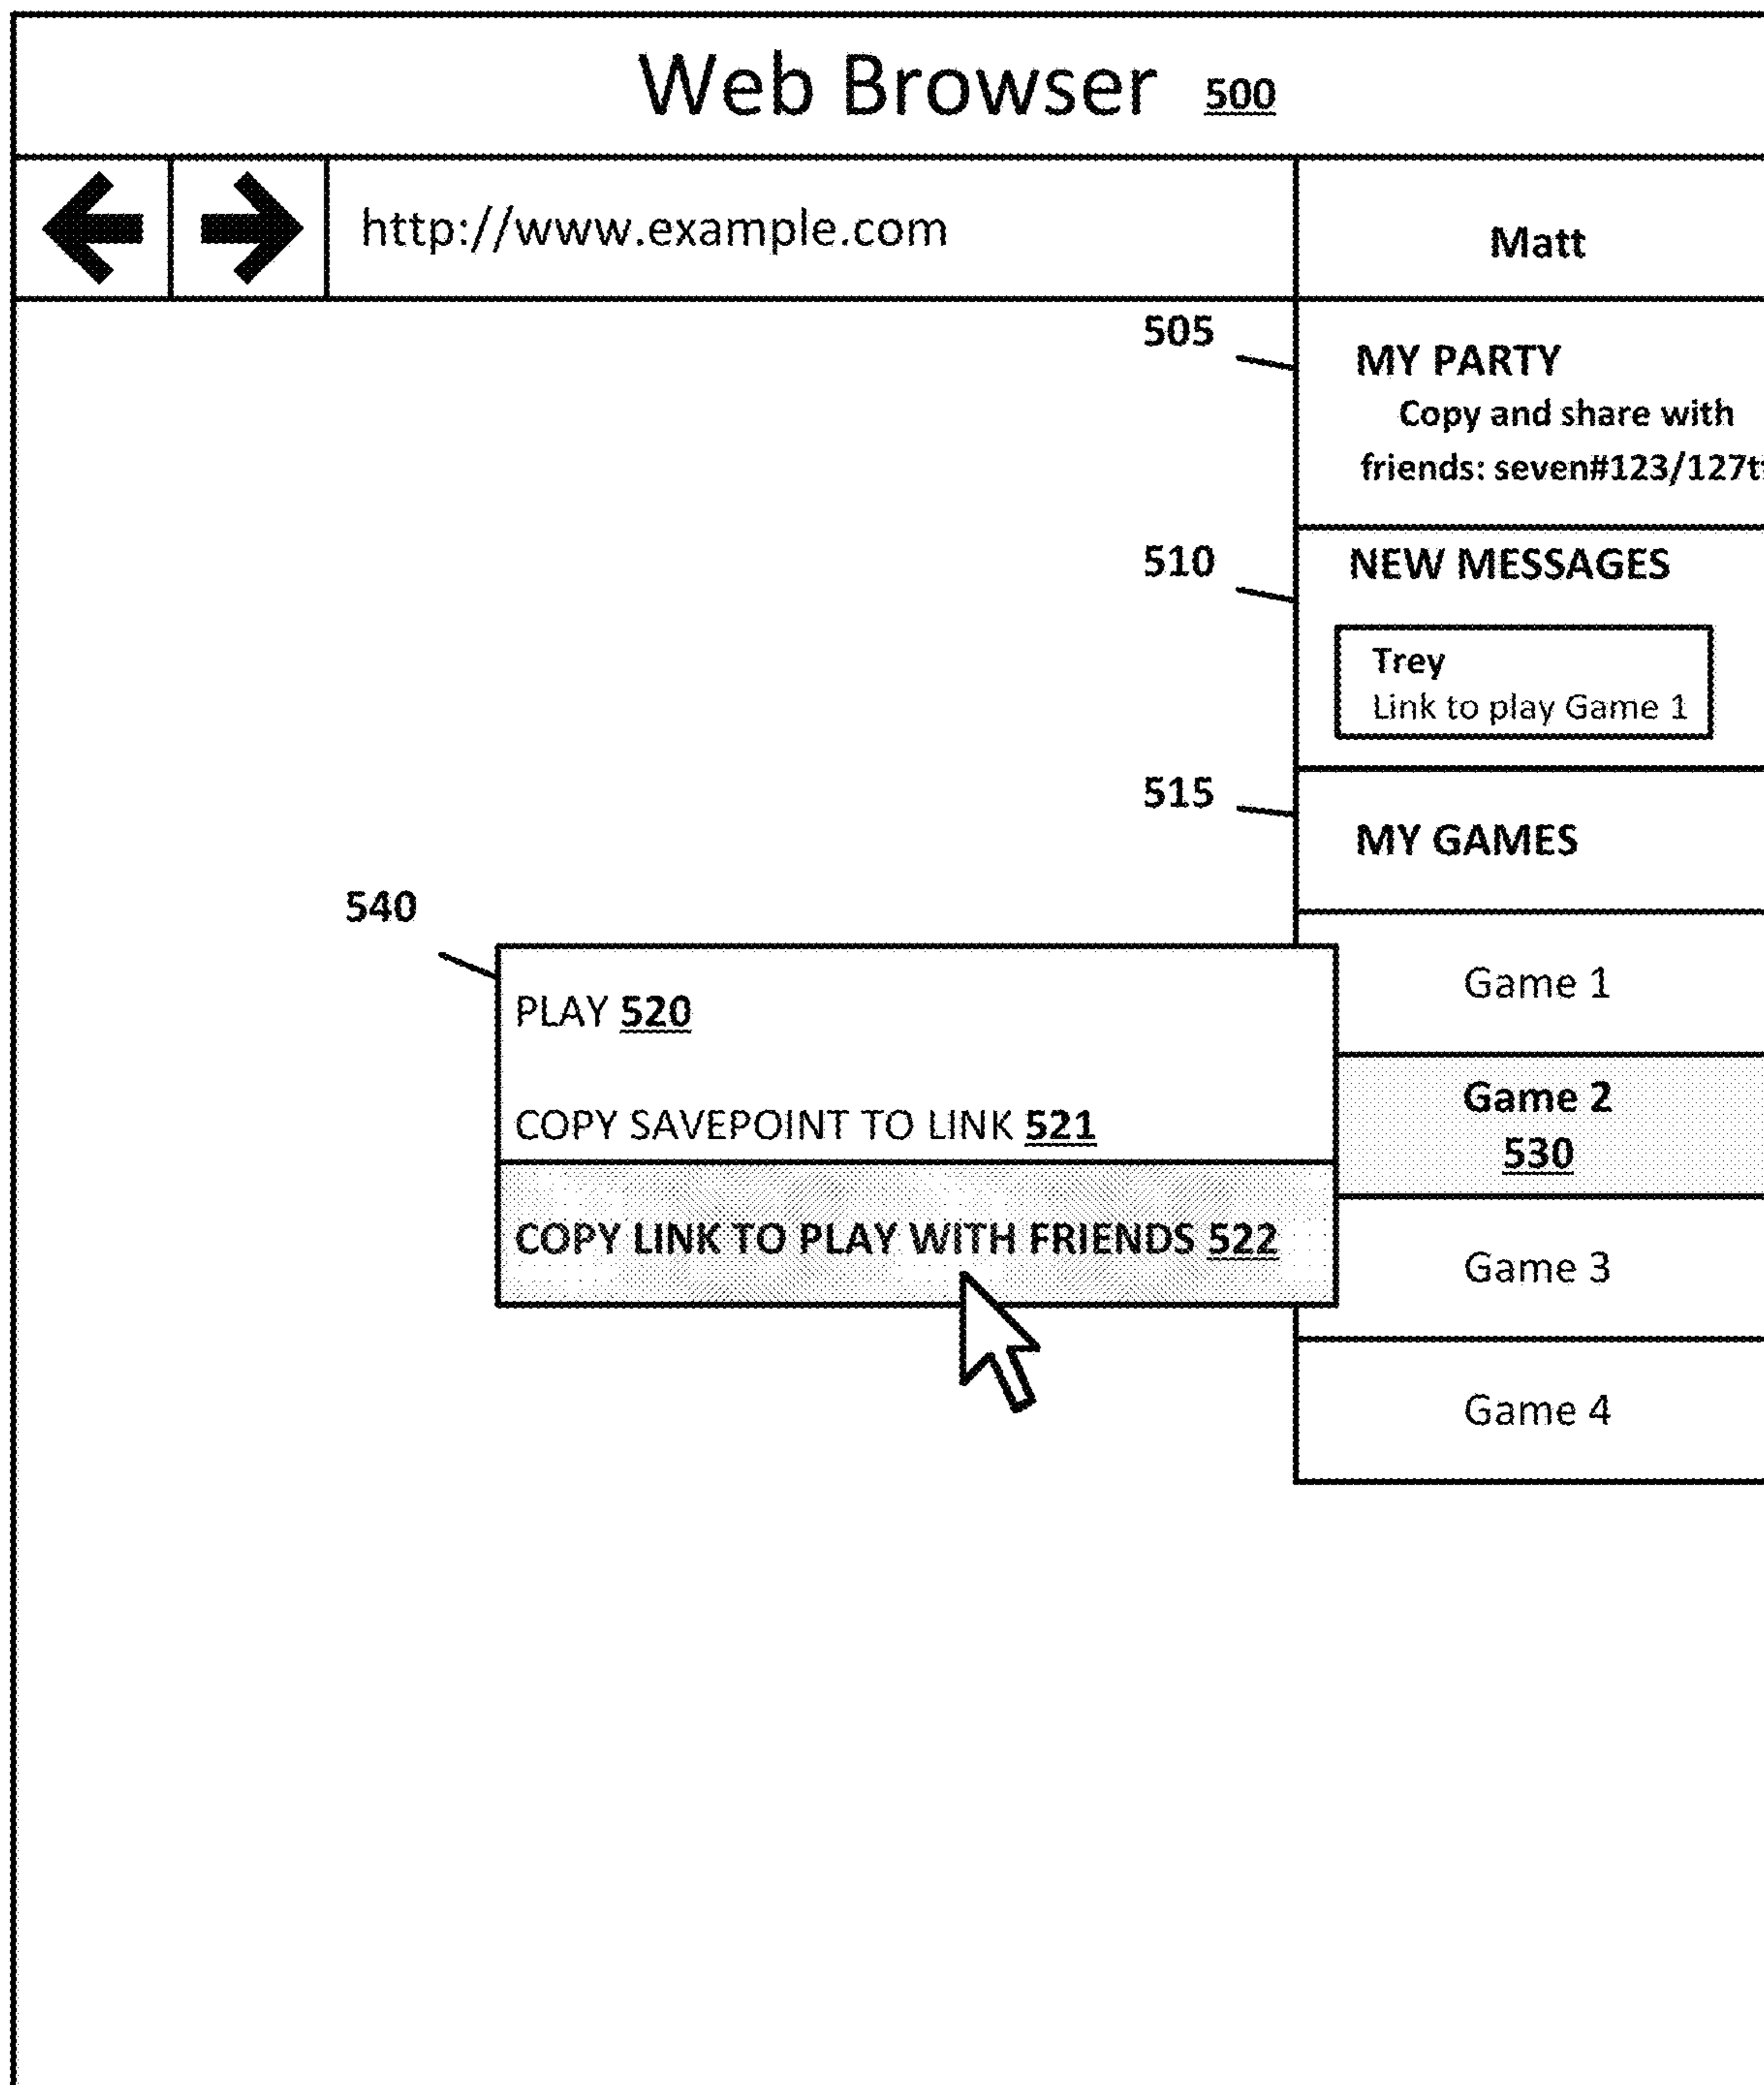 Web Browser 500
http://www.example.com
Matt
505
MY PARTY
Copy and share with
friends: seven#123/127t
510
NEW MESSAGES
Trey
Link to play Game 1
515
MY GAMES
540
Game 1
PLAY 520
COPY SAVEPOINT TO LINK 521
COPY LINK TO PLAY WITH FRIENDS 522
Game 2
530
Game 3
Game 4